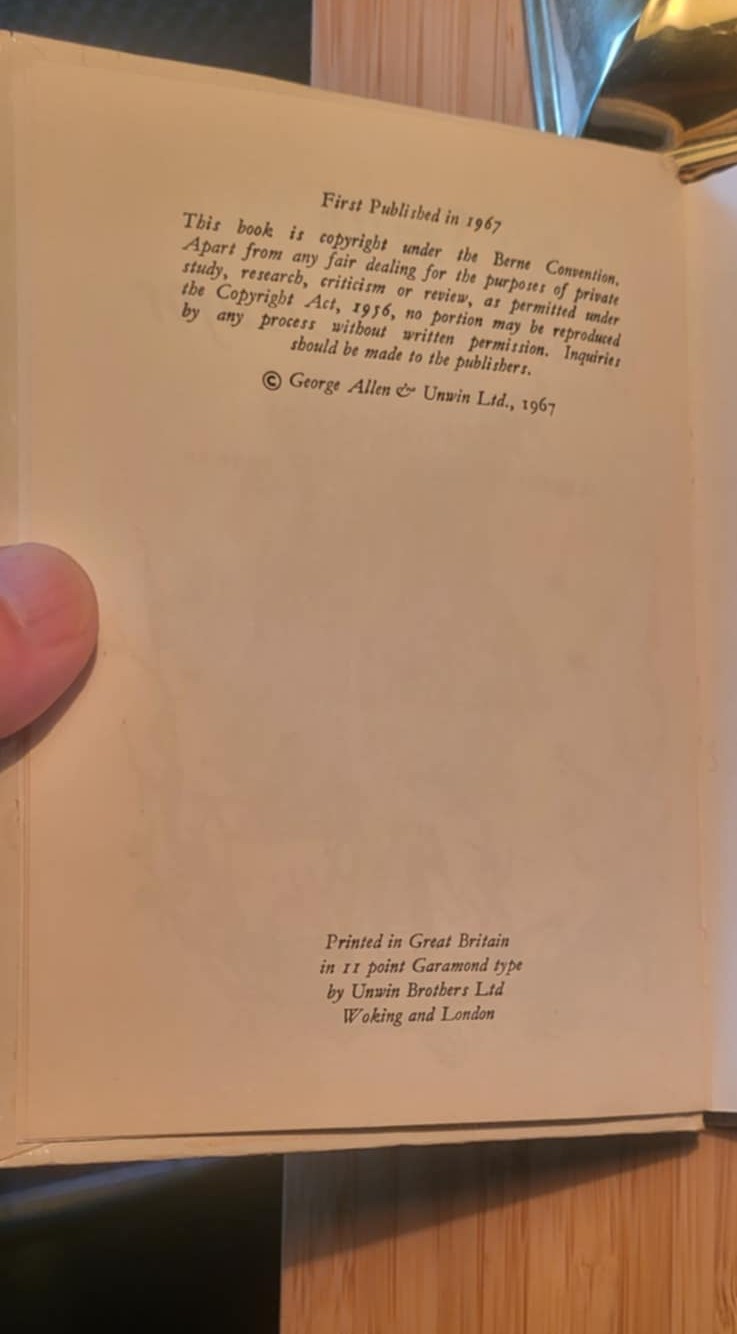 First Published in 1967
This book is copyright under the Berne Convention.
Apart from any fair dealing for the purposes of private
study, research, criticism or review, as permitted under
the Copyright Act, 1956, no portion may be reproduced
by any process without written permission. Inquiries
should be made to the publishers.
© George Allen & Unwin Ltd., 1967
Printed in Great Britain
in 11 point Garamond type
by Unwin Brothers Ltd
Woking and London